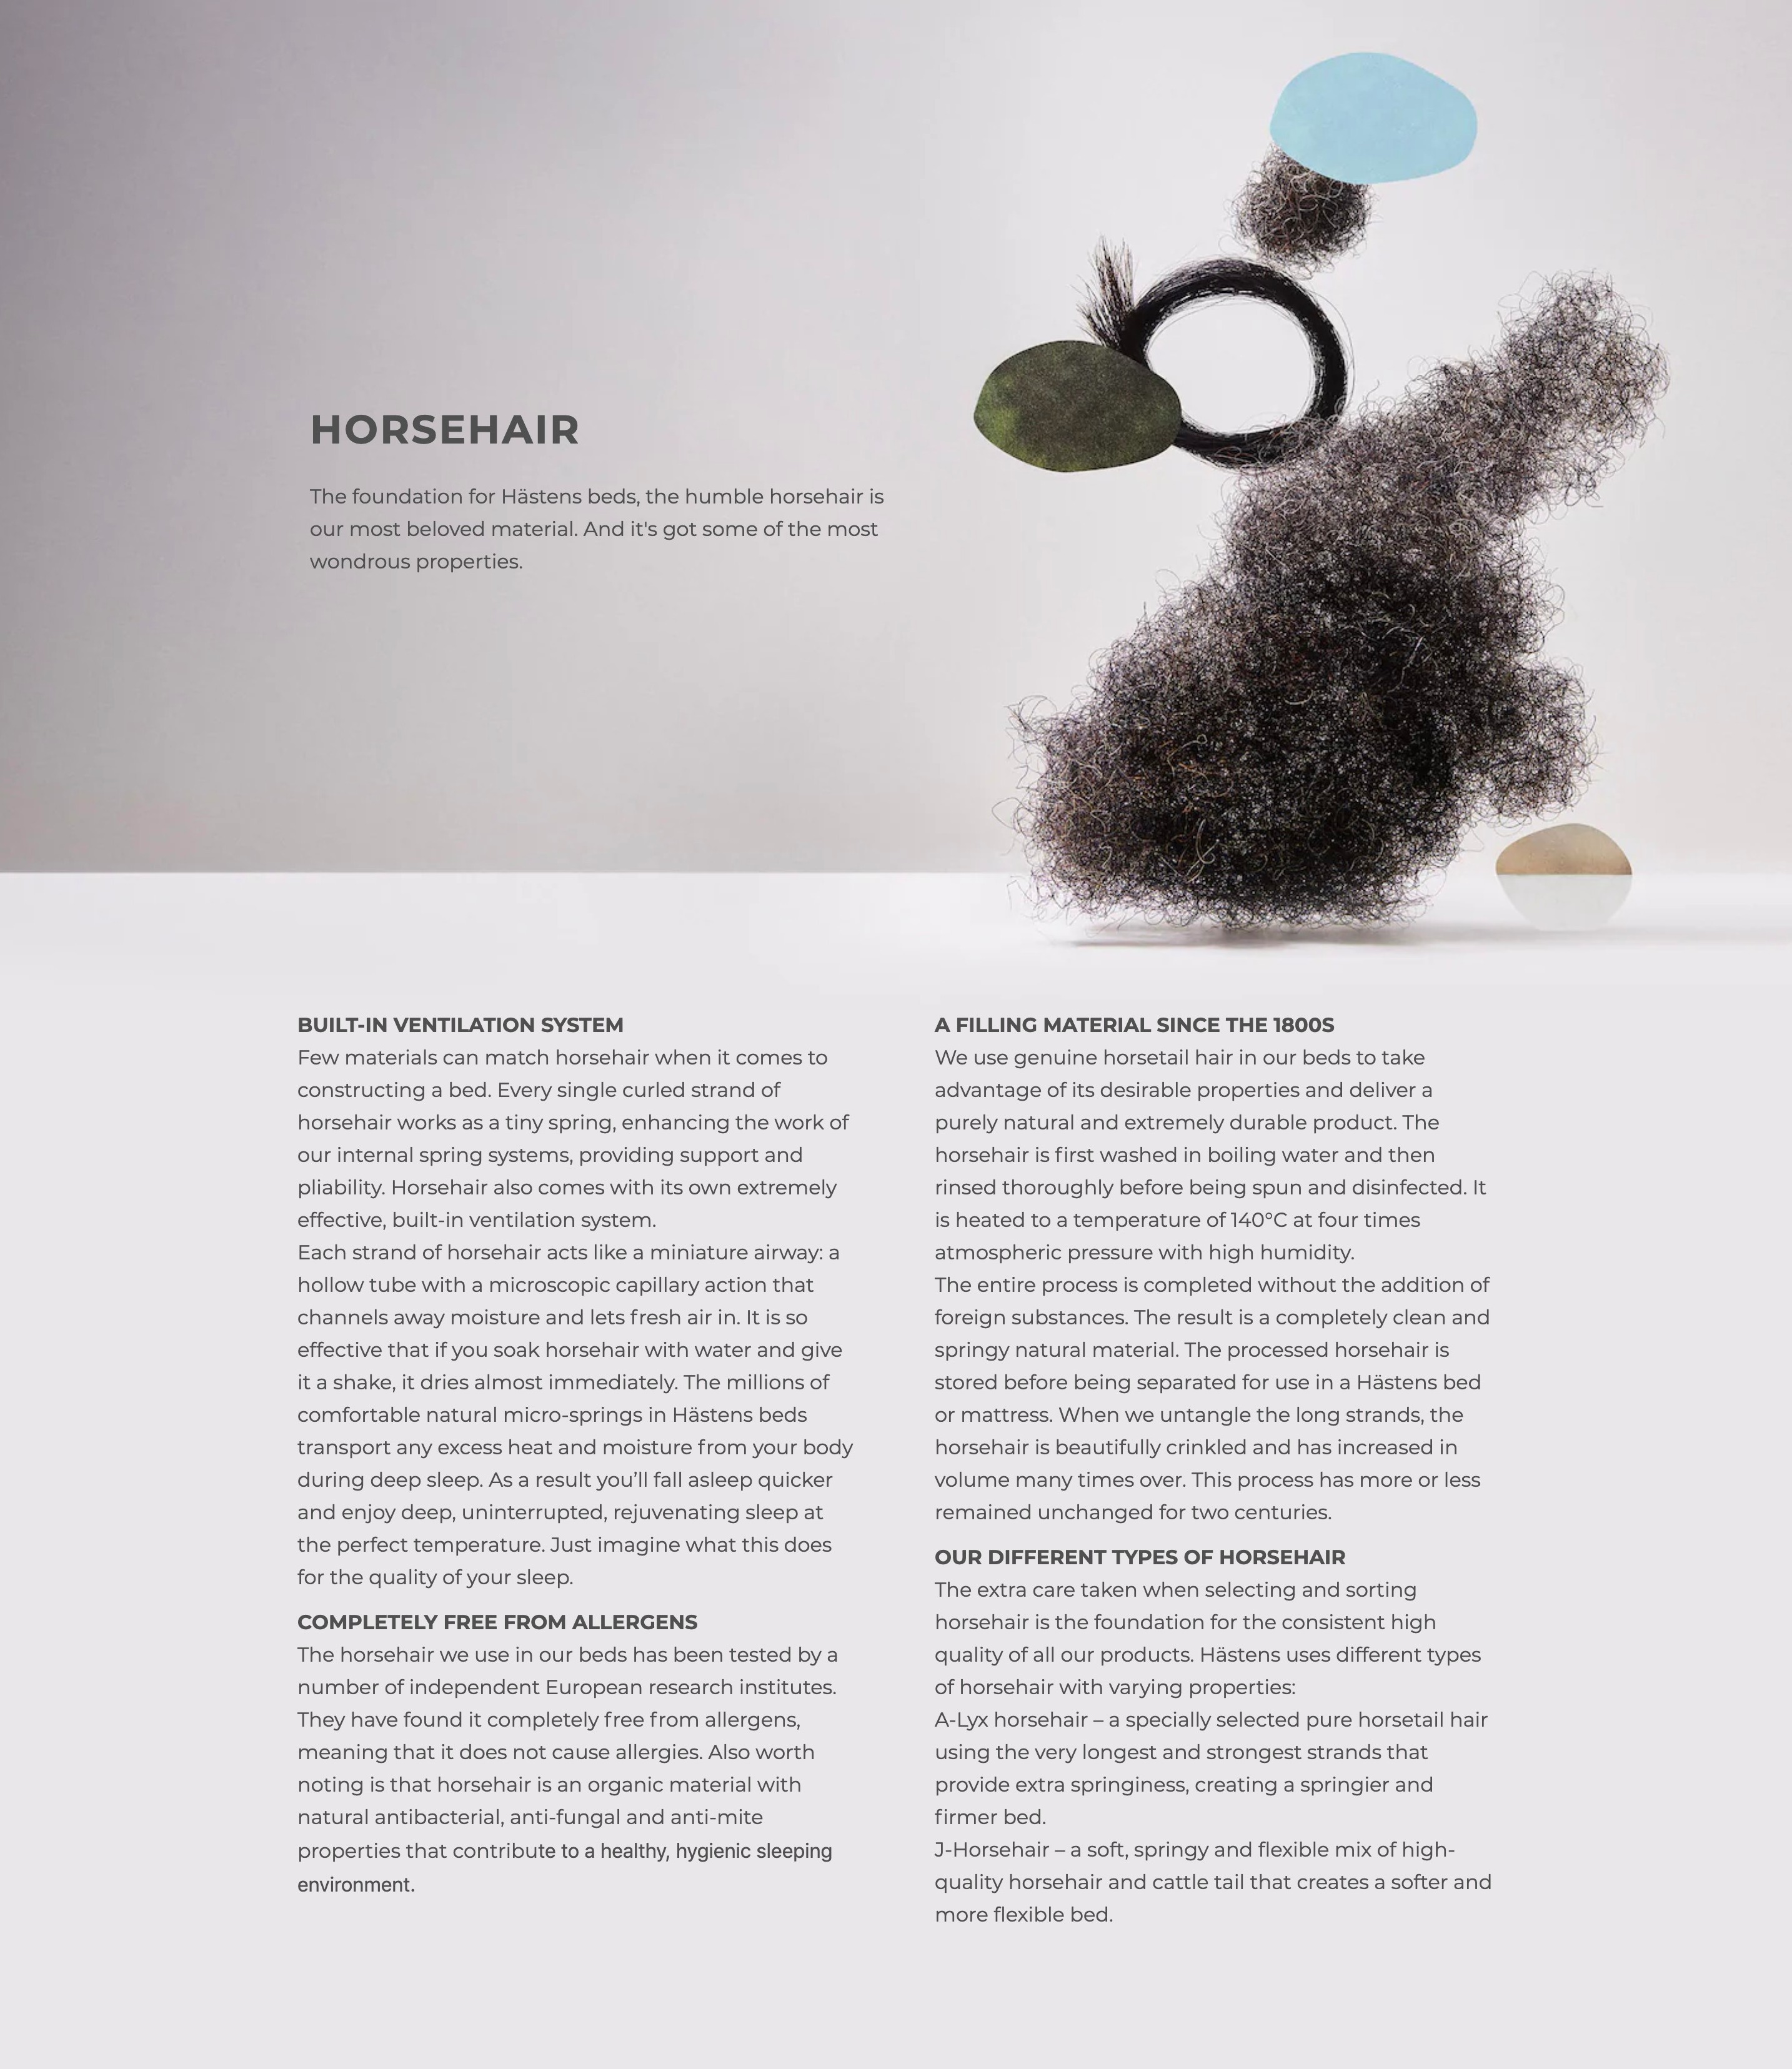 HORSEHAIR
The foundation for Hästens beds, the humble horsehair is
our most beloved material. And it's got some of the most
wondrous properties.
BUILT-IN VENTILATION SYSTEM
Few materials can match horsehair when it comes to
constructing a bed. Every single curled strand of
horsehair works as a tiny spring, enhancing the work of
our internal spring systems, providing support and
pliability. Horsehair also comes with its own extremely
effective, built-in ventilation system.
Each strand of horsehair acts like a miniature airway: a
hollow tube with a microscopic capillary action that
channels away moisture and lets fresh air in. It is so
effective that if you soak horsehair with water and give
it a shake, it dries almost immediately. The millions of
comfortable natural micro-springs in Hästens beds
transport any excess heat and moisture from your body
during deep sleep. As a result you’ll fall asleep quicker
and enjoy deep, uninterrupted, rejuvenating sleep at
the perfect temperature. Just imagine what this does
for the quality of your sleep.
COMPLETELY FREE FROM ALLERGENS
The horsehair we use in our beds has been tested by a
number of independent European research institutes.
They have found it completely free from allergens,
meaning that it does not cause allergies. Also worth
noting is that horsehair is an organic material with
natural antibacterial, anti-fungal and anti-mite
properties that contribute to a healthy, hygienic sleeping
environment.
A FILLING MATERIAL SINCE THE 1800S
We use genuine horsetail hair in our beds to take
advantage of its desirable properties and deliver a
purely natural and extremely durable product. The
horsehair is first washed in boiling water and then
rinsed thoroughly before being spun and disinfected. It
is heated to a temperature of 140°C at four times
atmospheric pressure with high humidity.
The entire process is completed without the addition of
foreign substances. The result is a completely clean and
springy natural material. The processed horsehair is
stored before being separated for use in a Hästens bed
or mattress. When we untangle the long strands, the
horsehair is beautifully crinkled and has increased in
volume many times over. This process has more or less
remained unchanged for two centuries.
OUR DIFFERENT TYPES OF HORSEHAIR
The extra care taken when selecting and sorting
horsehair is the foundation for the consistent high
quality of all our products. Hästens uses different types
of horsehair with varying properties:
A-Lyx horsehair – a specially selected pure horsetail hair
using the very longest and strongest strands that
provide extra springiness, creating a springier and
firmer bed.
J-Horsehair – a soft, springy and flexible mix of high-
quality horsehair and cattle tail that creates a softer and
more flexible bed.